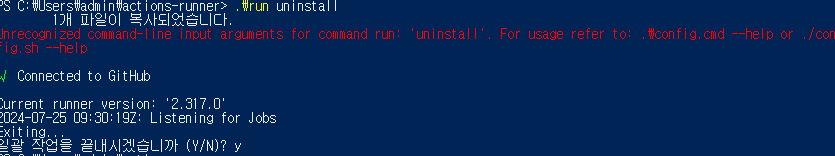 PS C:₩Users₩admin₩actions-runner> .₩run uninstall
1개 파일이 복사되었습니다.
Unrecognized command-line input arguments for command run: 'uninstall'. For usage refer to: .₩config.cmd --help or ./con
fig.sh --help
√ Connected to GitHub
Current runner version: '2.317.0'
2024-07-25 09:30:19Z: Listening for Jobs
Exiting...
일괄 작업을 끝내시겠습니까 (Y/N)? y